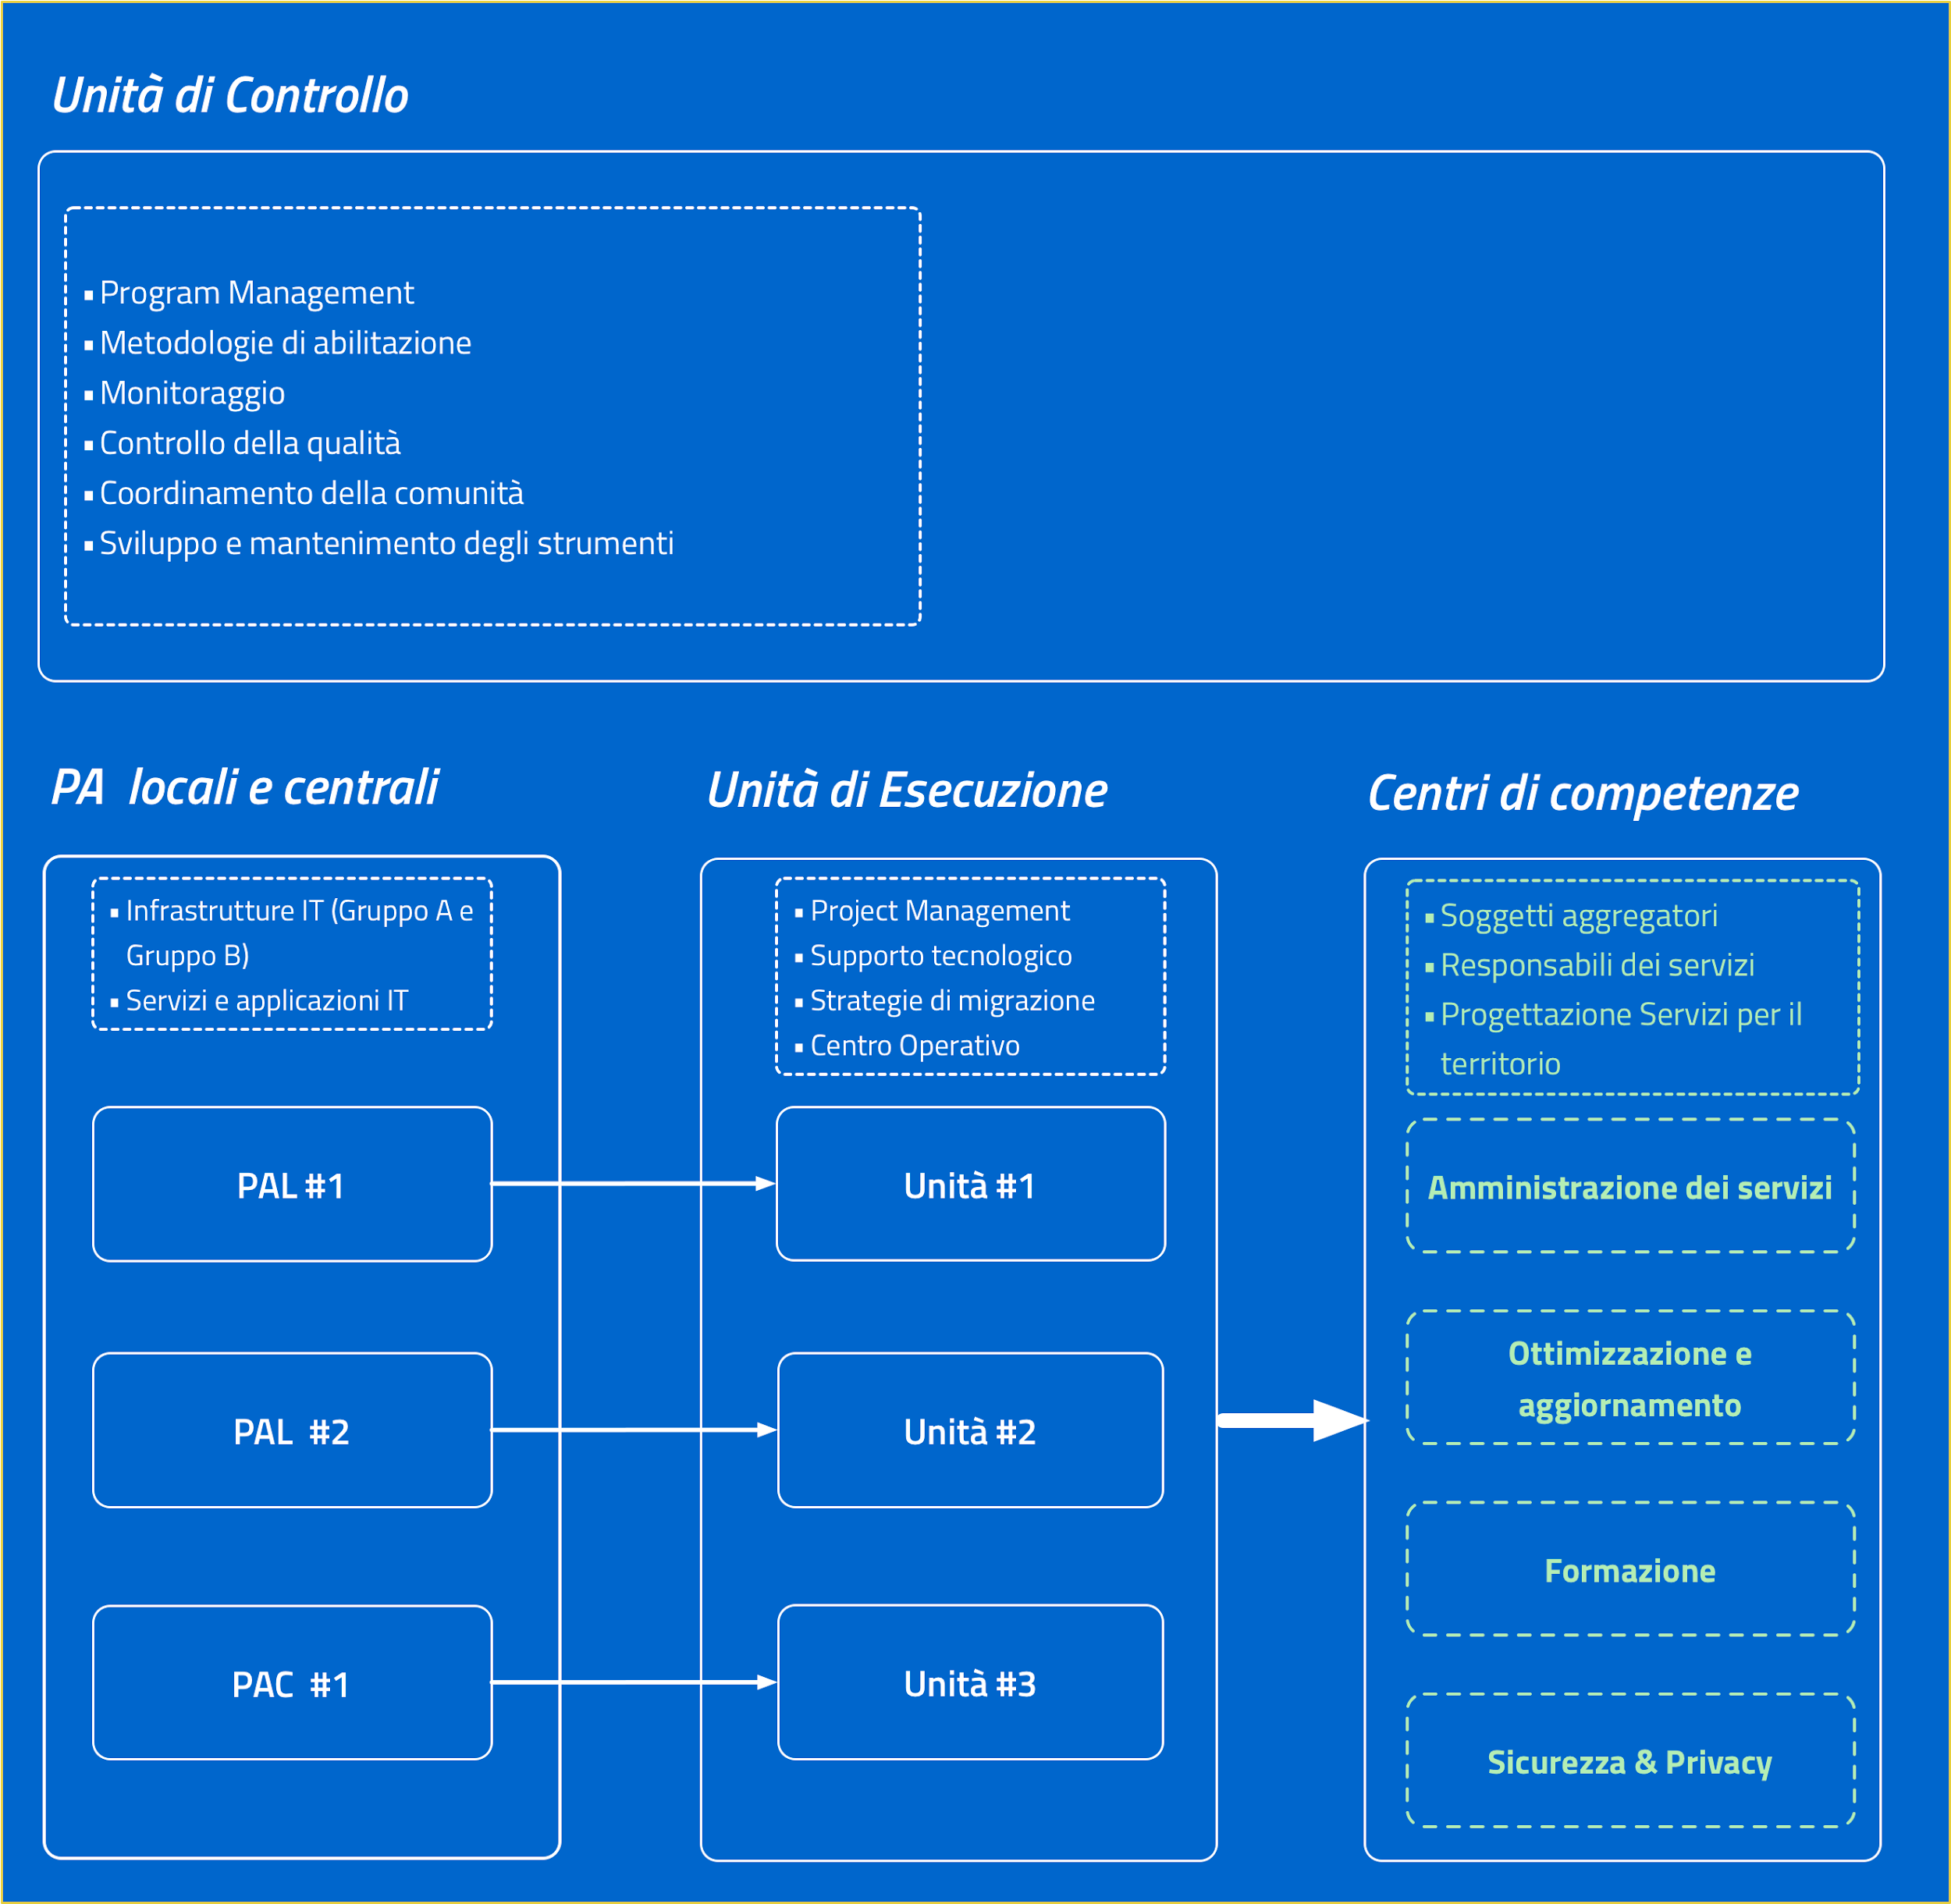 Unità di Controllo
▪ Program Management
▪ Metodologie di abilitazione
▪ Monitoraggio
▪ Controllo della qualità
▪ Coordinamento della comunità
▪ Sviluppo e mantenimento degli strumenti
PA locali e centrali
▪ Infrastrutture IT (Gruppo A e
Gruppo B)
▪ Servizi e applicazioni IT
PAL #1
PAL #2
PAC #1
Unità di Esecuzione
▪ Project Management
▪ Supporto tecnologico
▪ Strategie di migrazione
▪ Centro Operativo
Unità #1
Unità #2
Unità #3
Centri di competenze
▪ Soggetti aggregatori
▪ Responsabili dei servizi
▪ Progettazione Servizi per il
territorio
Amministrazione dei servizi
Ottimizzazione e
aggiornamento
Formazione
Sicurezza & Privacy